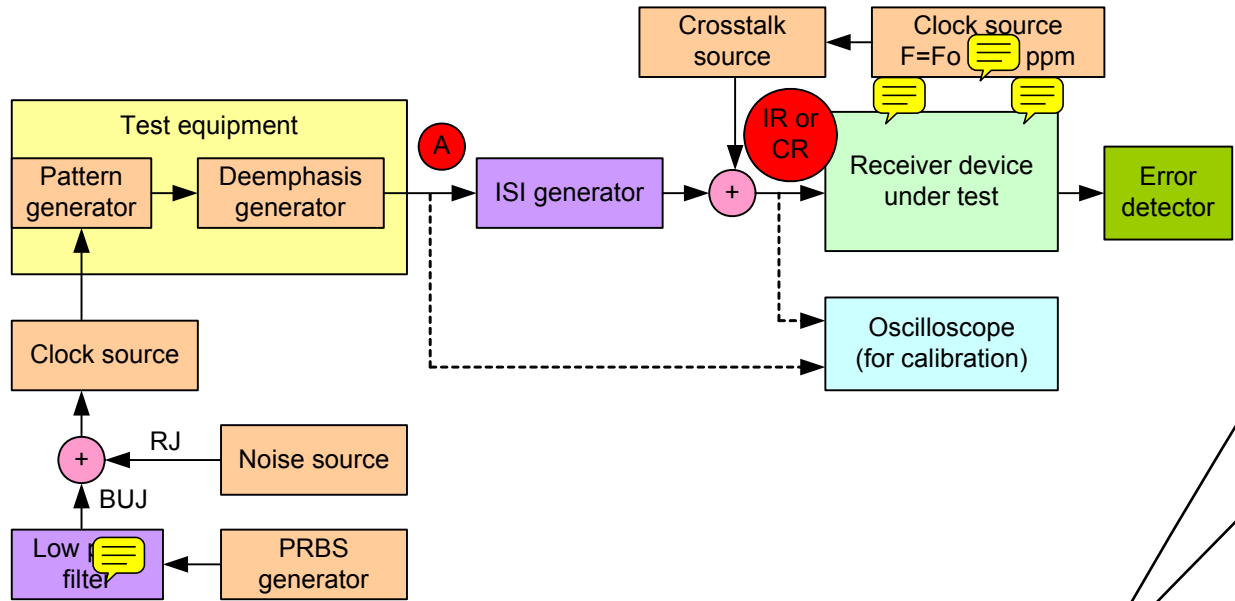 Crosstalk
source
Clock source
F=Fo ppm
Test equipment
Pattern
generator
Deemphasis
generator
A
ISI generator
+
IR or
CR
Receiver device
under test
Error
detector
Clock source
Oscilloscope
(for calibration)
+
RJ
Noise source
BUJ
Low
filter
PRBS
generator